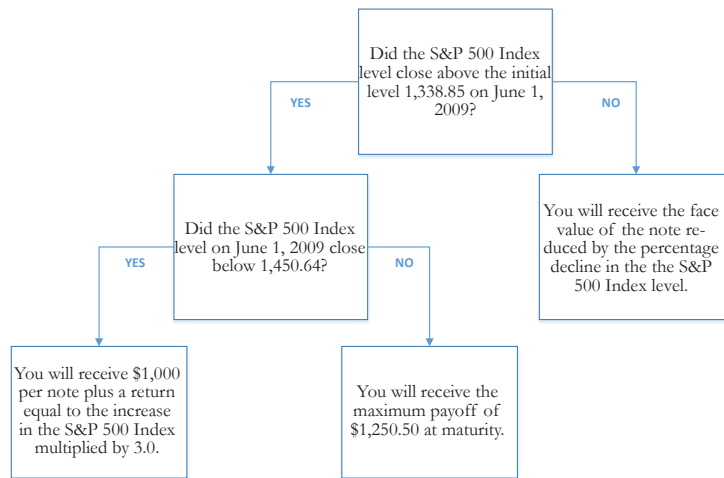 Did the S&P 500 Index
level close above the initial
level 1,338.85 on June 1,
2009?
YES
NO
Did the S&P 500 Index
level on June 1, 2009 close
below 1,450.64?
You will receive the face
value of the note re-
duced by the percentage
decline in the the S&P
500 Index level.
YES
NO
You will receive $1,000
per note plus a return
equal to the increase
in the S&P 500 Index
multiplied by 3.0.
You will receive the
maximum payoff of
$1,250.50 at maturity.